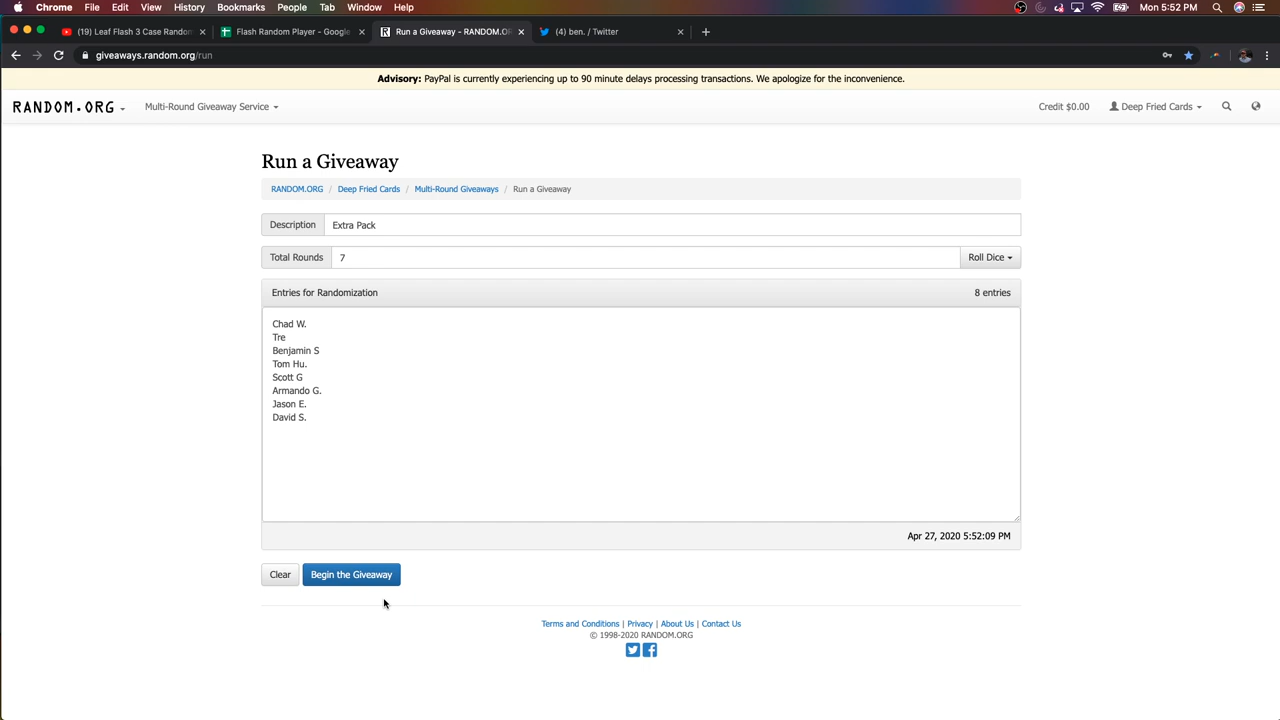 Chrome File Edit View History Bookmarks People Tab Window Help Mon 5:52 PM
(19) Leaf Flash 3 Case Random Flash Random Player - Google Run a Giveaway - RANDOM.OR (4) ben. / Twitter
giveaways.random.org/run
Advisory: PayPal is currently experiencing up to 90 minute delays processing transactions. We apologize for the inconvenience.
RANDOM.ORG Multi-Round Giveaway Service Credit $0.00 Deep Fried Cards
Run a Giveaway
RANDOM.ORG / Deep Fried Cards / Multi-Round Giveaways / Run a Giveaway
Description Extra Pack
Total Rounds 7 Roll Dice
Entries for Randomization 8 entries
Chad W.
Tre
Benjamin S
Tom Hu.
Scott G
Armando G.
Jason E.
David S.
Apr 27, 2020 5:52:09 PM
Clear Begin the Giveaway
Terms and Conditions | Privacy | About Us | Contact Us
© 1998-2020 RANDOM.ORG